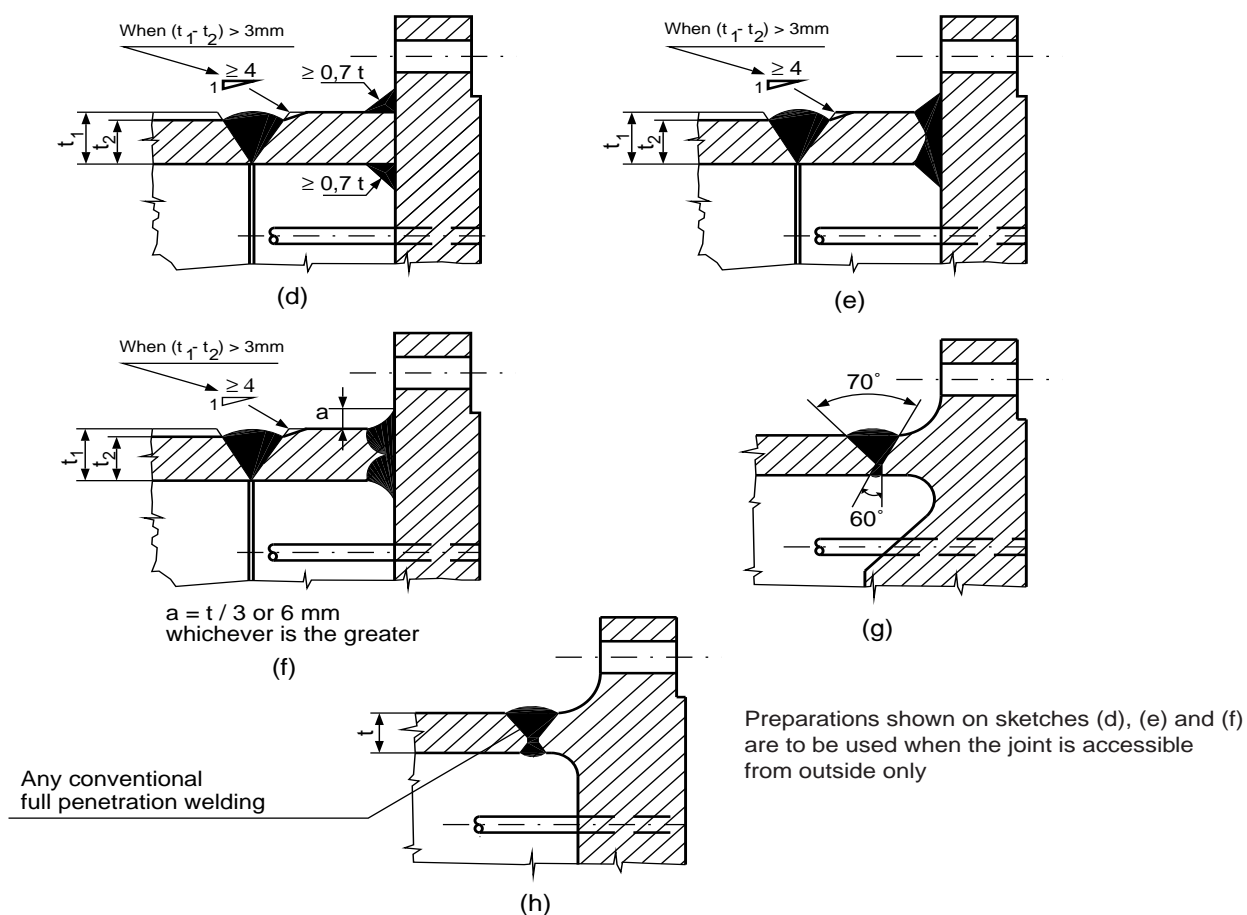 When (t1- t2) > 3mm
≥ 4
1
≥ 0,7 t
t1
t2
≥ 0,7 t
(d)
When (t1- t2) > 3mm
≥ 4
1
t1
t2
(e)
When (t1- t2) > 3mm
≥ 4
1
a
t1
t2
a = t / 3 or 6 mm
whichever is the greater
(f)
70°
60°
(g)
t
Any conventional
full penetration welding
(h)
Preparations shown on sketches (d), (e) and (f)
are to be used when the joint is accessible
from outside only